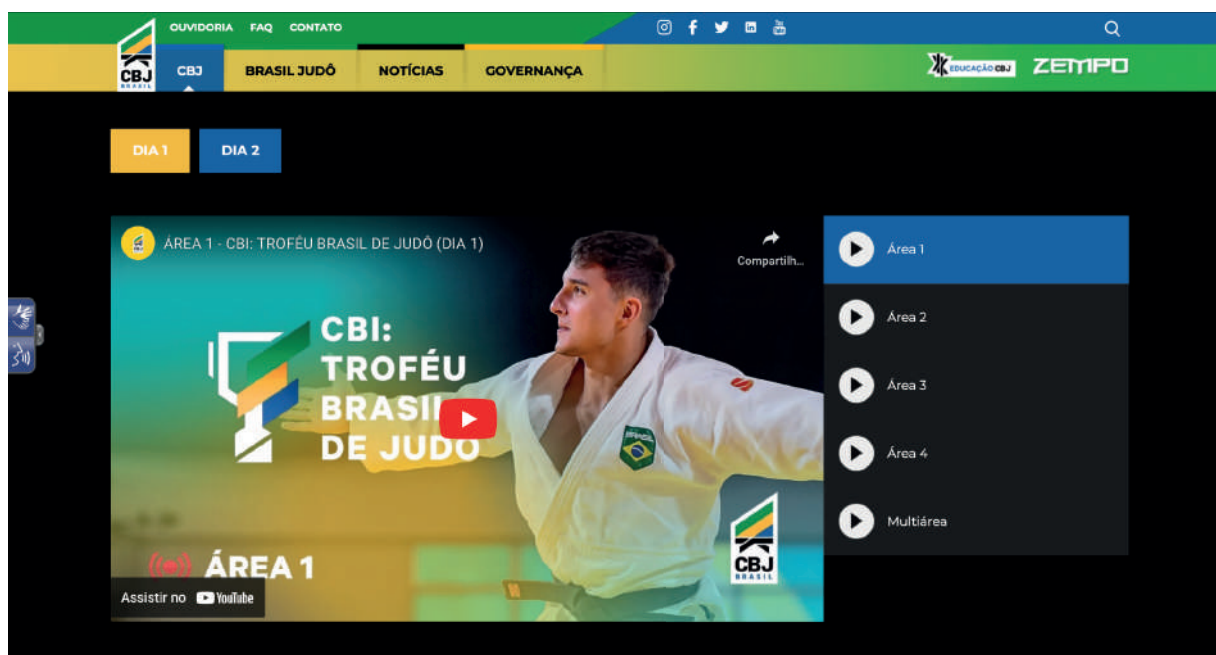 OUVIDORIA FAQ CONTATO
CBJ
BRASIL
CBJ BRASIL JUDÔ NOTÍCIAS GOVERNANÇA
EDUCAÇÃO CBJ ZEMPO
DIA 1 DIA 2
ÁREA 1 - CBI: TROFÉU BRASIL DE JUDÔ (DIA 1)
Compartilh...
CBI:
TROFÉU
BRASIL
DE JUDÔ
BRASIL
CBJ
BRASIL
ÁREA 1
Assistir no YouTube
Área 1
Área 2
Área 3
Área 4
Multiárea